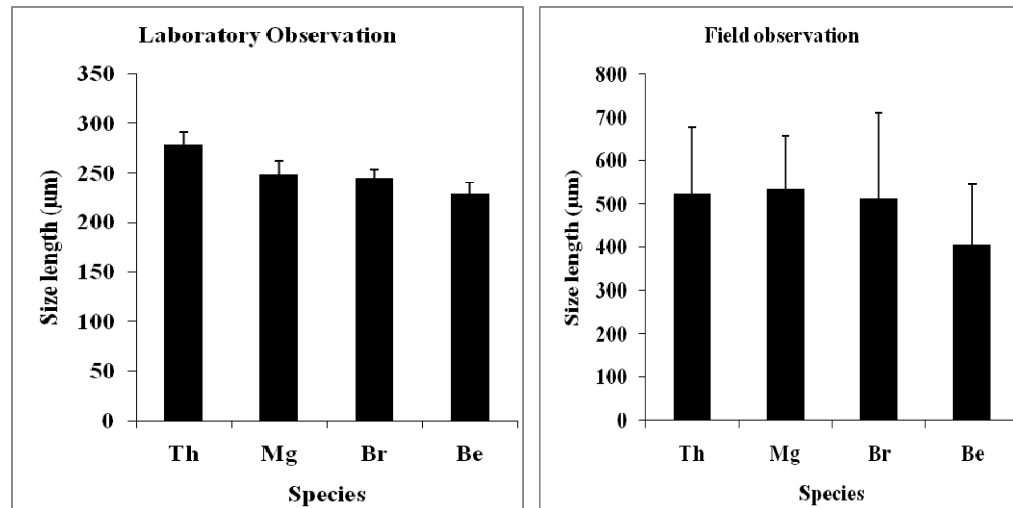 Laboratory Observation
350
300
250
200
150
100
50
0
Size length (µm)
Th Mg Br Be
Species
Field observation
800
700
600
500
400
300
200
100
0
Size length (µm)
Th Mg Br Be
Species